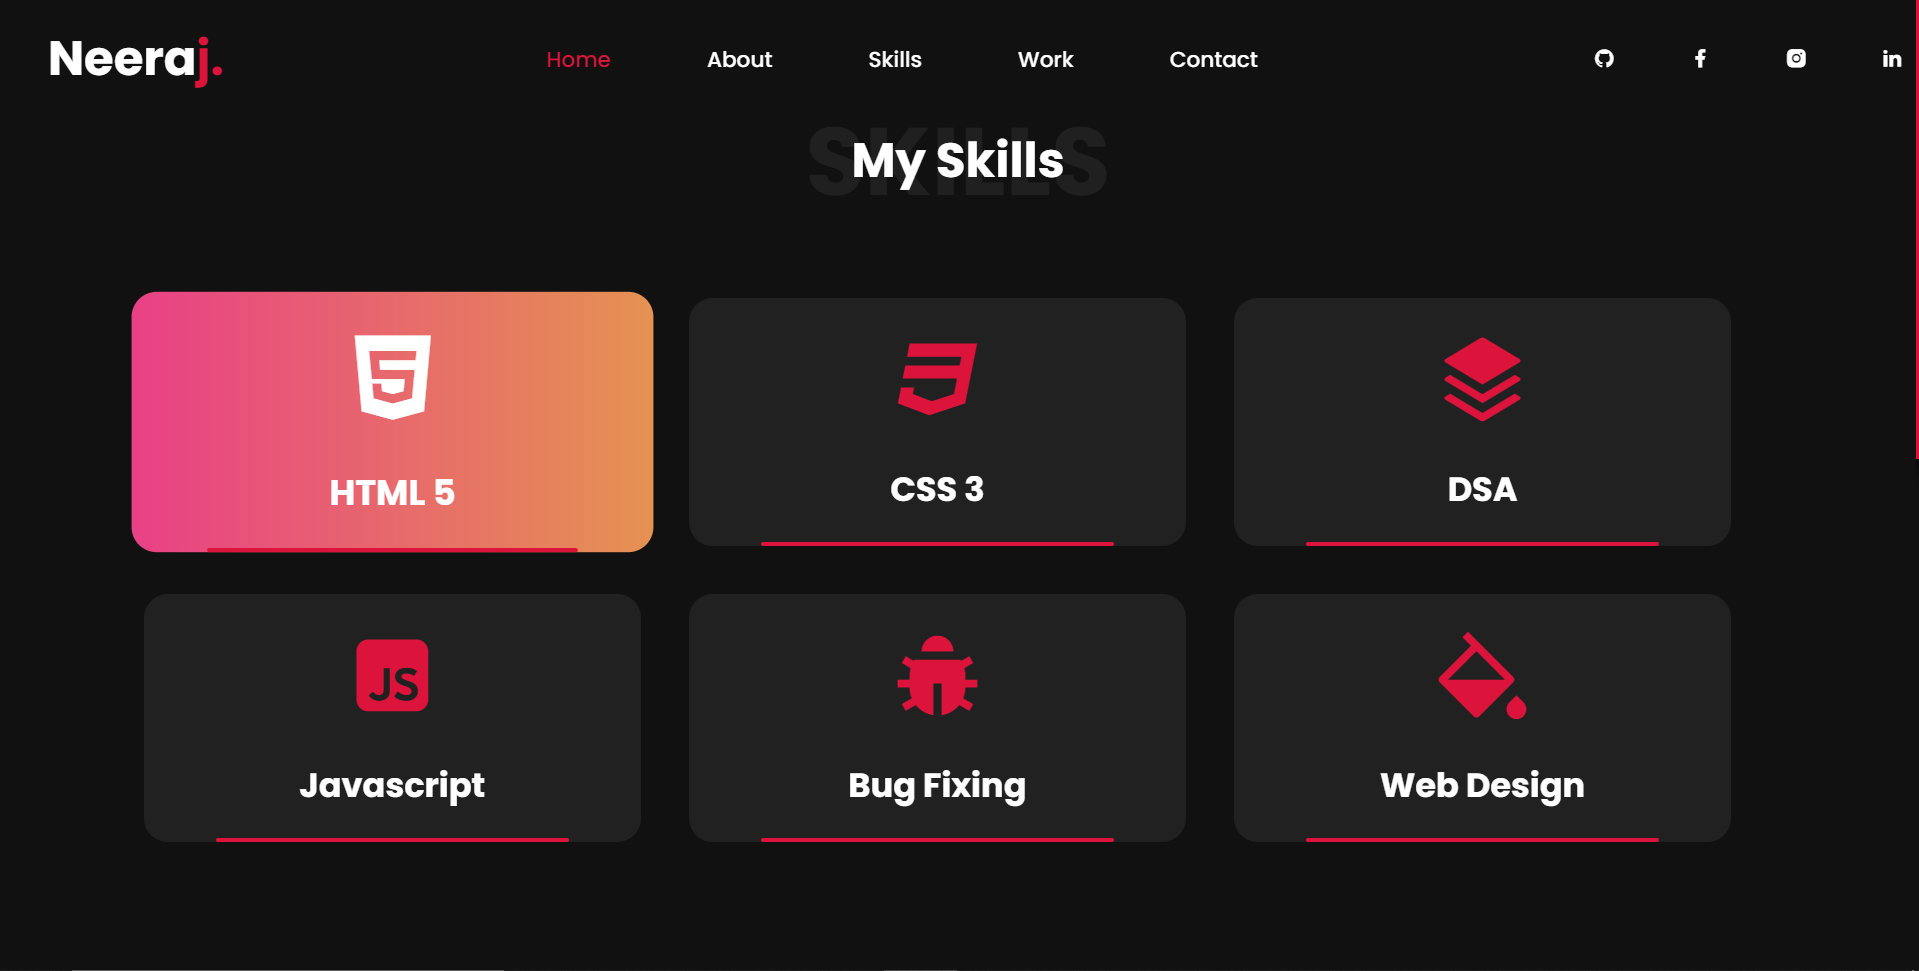 Neeraj.
Home About Skills Work Contact
SKILLS
My Skills
HTML 5
CSS 3
DSA
JS
Javascript
Bug Fixing
Web Design